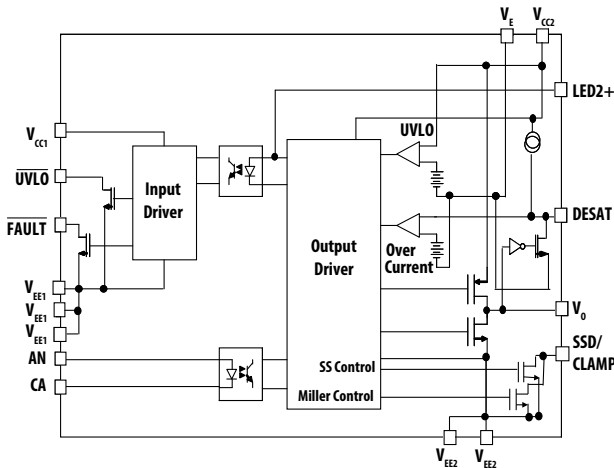 V_E
V_CC2
LED2+
UVLO
V_CC1
UVLO
Input
Driver
FAULT
DESAT
Output
Driver
Over
Current
V_EE1
V_EE1
V_EE1
V_O
AN
CA
SSD/
CLAMP
SS Control
Miller Control
V_EE2
V_EE2